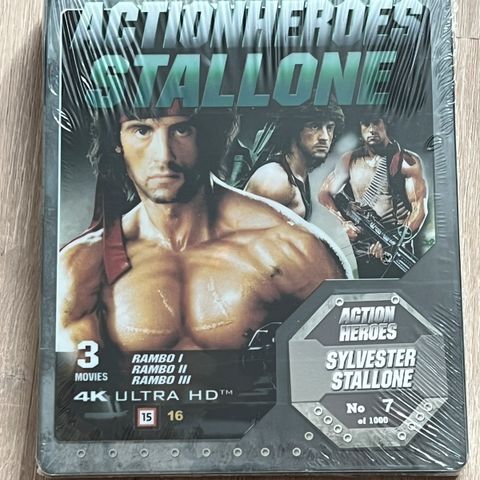 ACTIONHEROES
STALLONE
3
MOVIES
RAMBO I
RAMBO II
RAMBO III
4K ULTRA HD™
15 16
ACTION
HEROES
SYLVESTER
STALLONE
No 7
of 1000